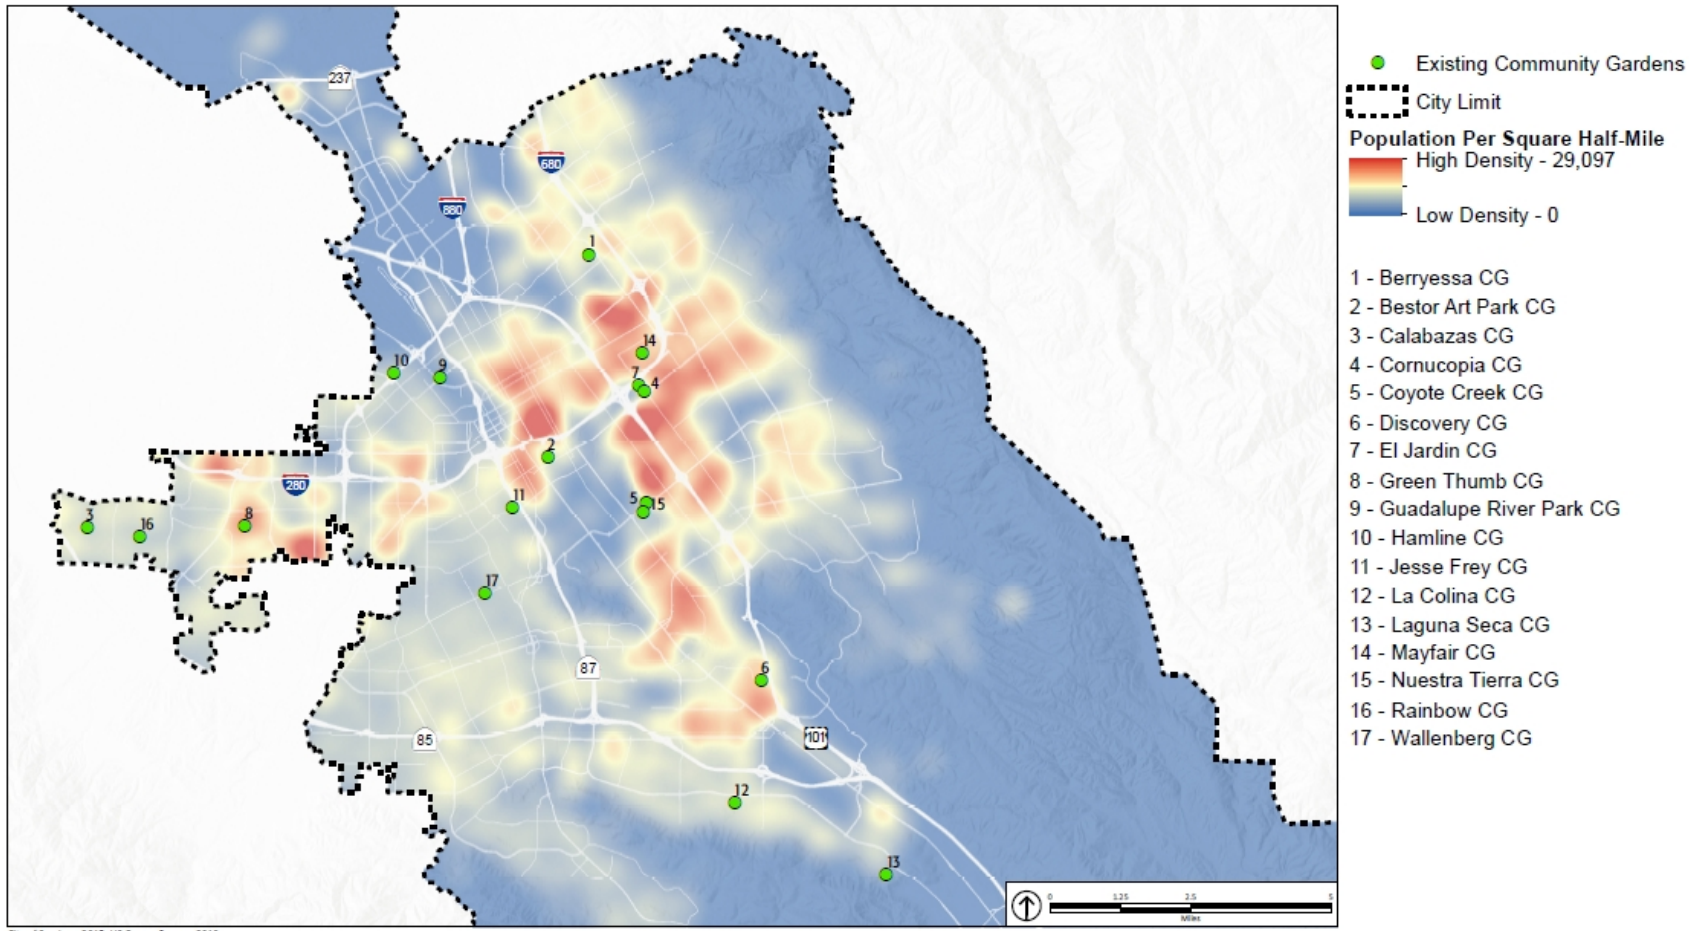 237
680
880
1
14
10
9
7
4
2
280
11
5
15
3
16
8
17
87
6
85
101
12
13
0
1.25
2.5
5
Miles
Existing Community Gardens
City Limit
Population Per Square Half-Mile
High Density - 29,097
Low Density - 0
1 - Berryessa CG
2 - Bestor Art Park CG
3 - Calabazas CG
4 - Cornucopia CG
5 - Coyote Creek CG
6 - Discovery CG
7 - El Jardin CG
8 - Green Thumb CG
9 - Guadalupe River Park CG
10 - Hamline CG
11 - Jesse Frey CG
12 - La Colina CG
13 - Laguna Seca CG
14 - Mayfair CG
15 - Nuestra Tierra CG
16 - Rainbow CG
17 - Wallenberg CG